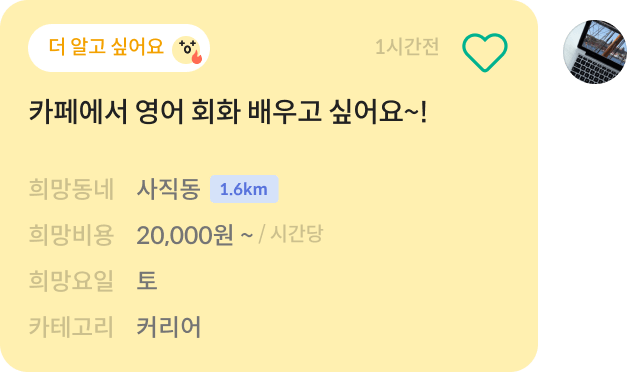 더 알고 싶어요 1시간전
카페에서 영어 회화 배우고 싶어요~!
희망동네 사직동 1.6km
희망비용 20,000원 ~ / 시간당
희망요일 토
카테고리 커리어